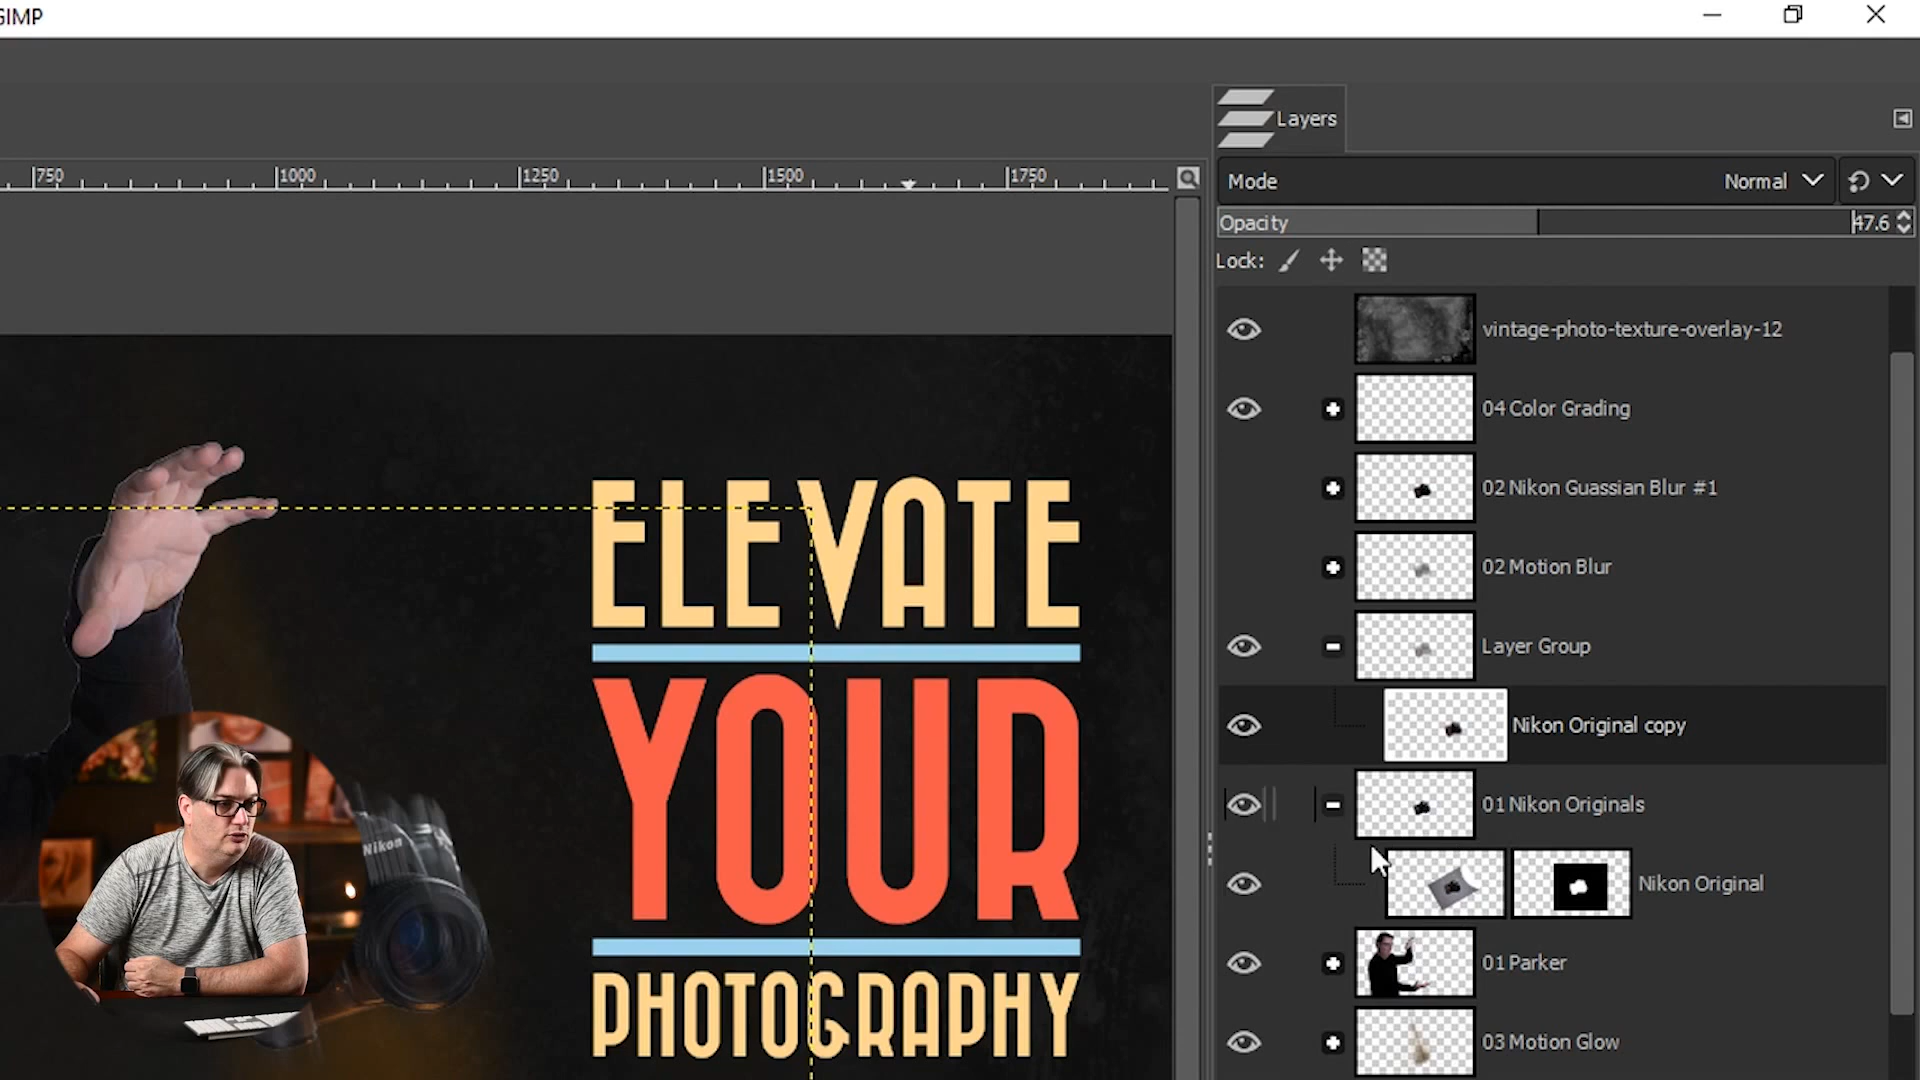 GIMP
Layers
750 1000 1250 1500 1750
Mode Normal
Opacity 47.6
Lock:
vintage-photo-texture-overlay-12
04 Color Grading
02 Nikon Guassian Blur #1
02 Motion Blur
Layer Group
Nikon Original copy
01 Nikon Originals
Nikon Original
01 Parker
03 Motion Glow
ELEVATE
YOUR
PHOTOGRAPHY
Nikon